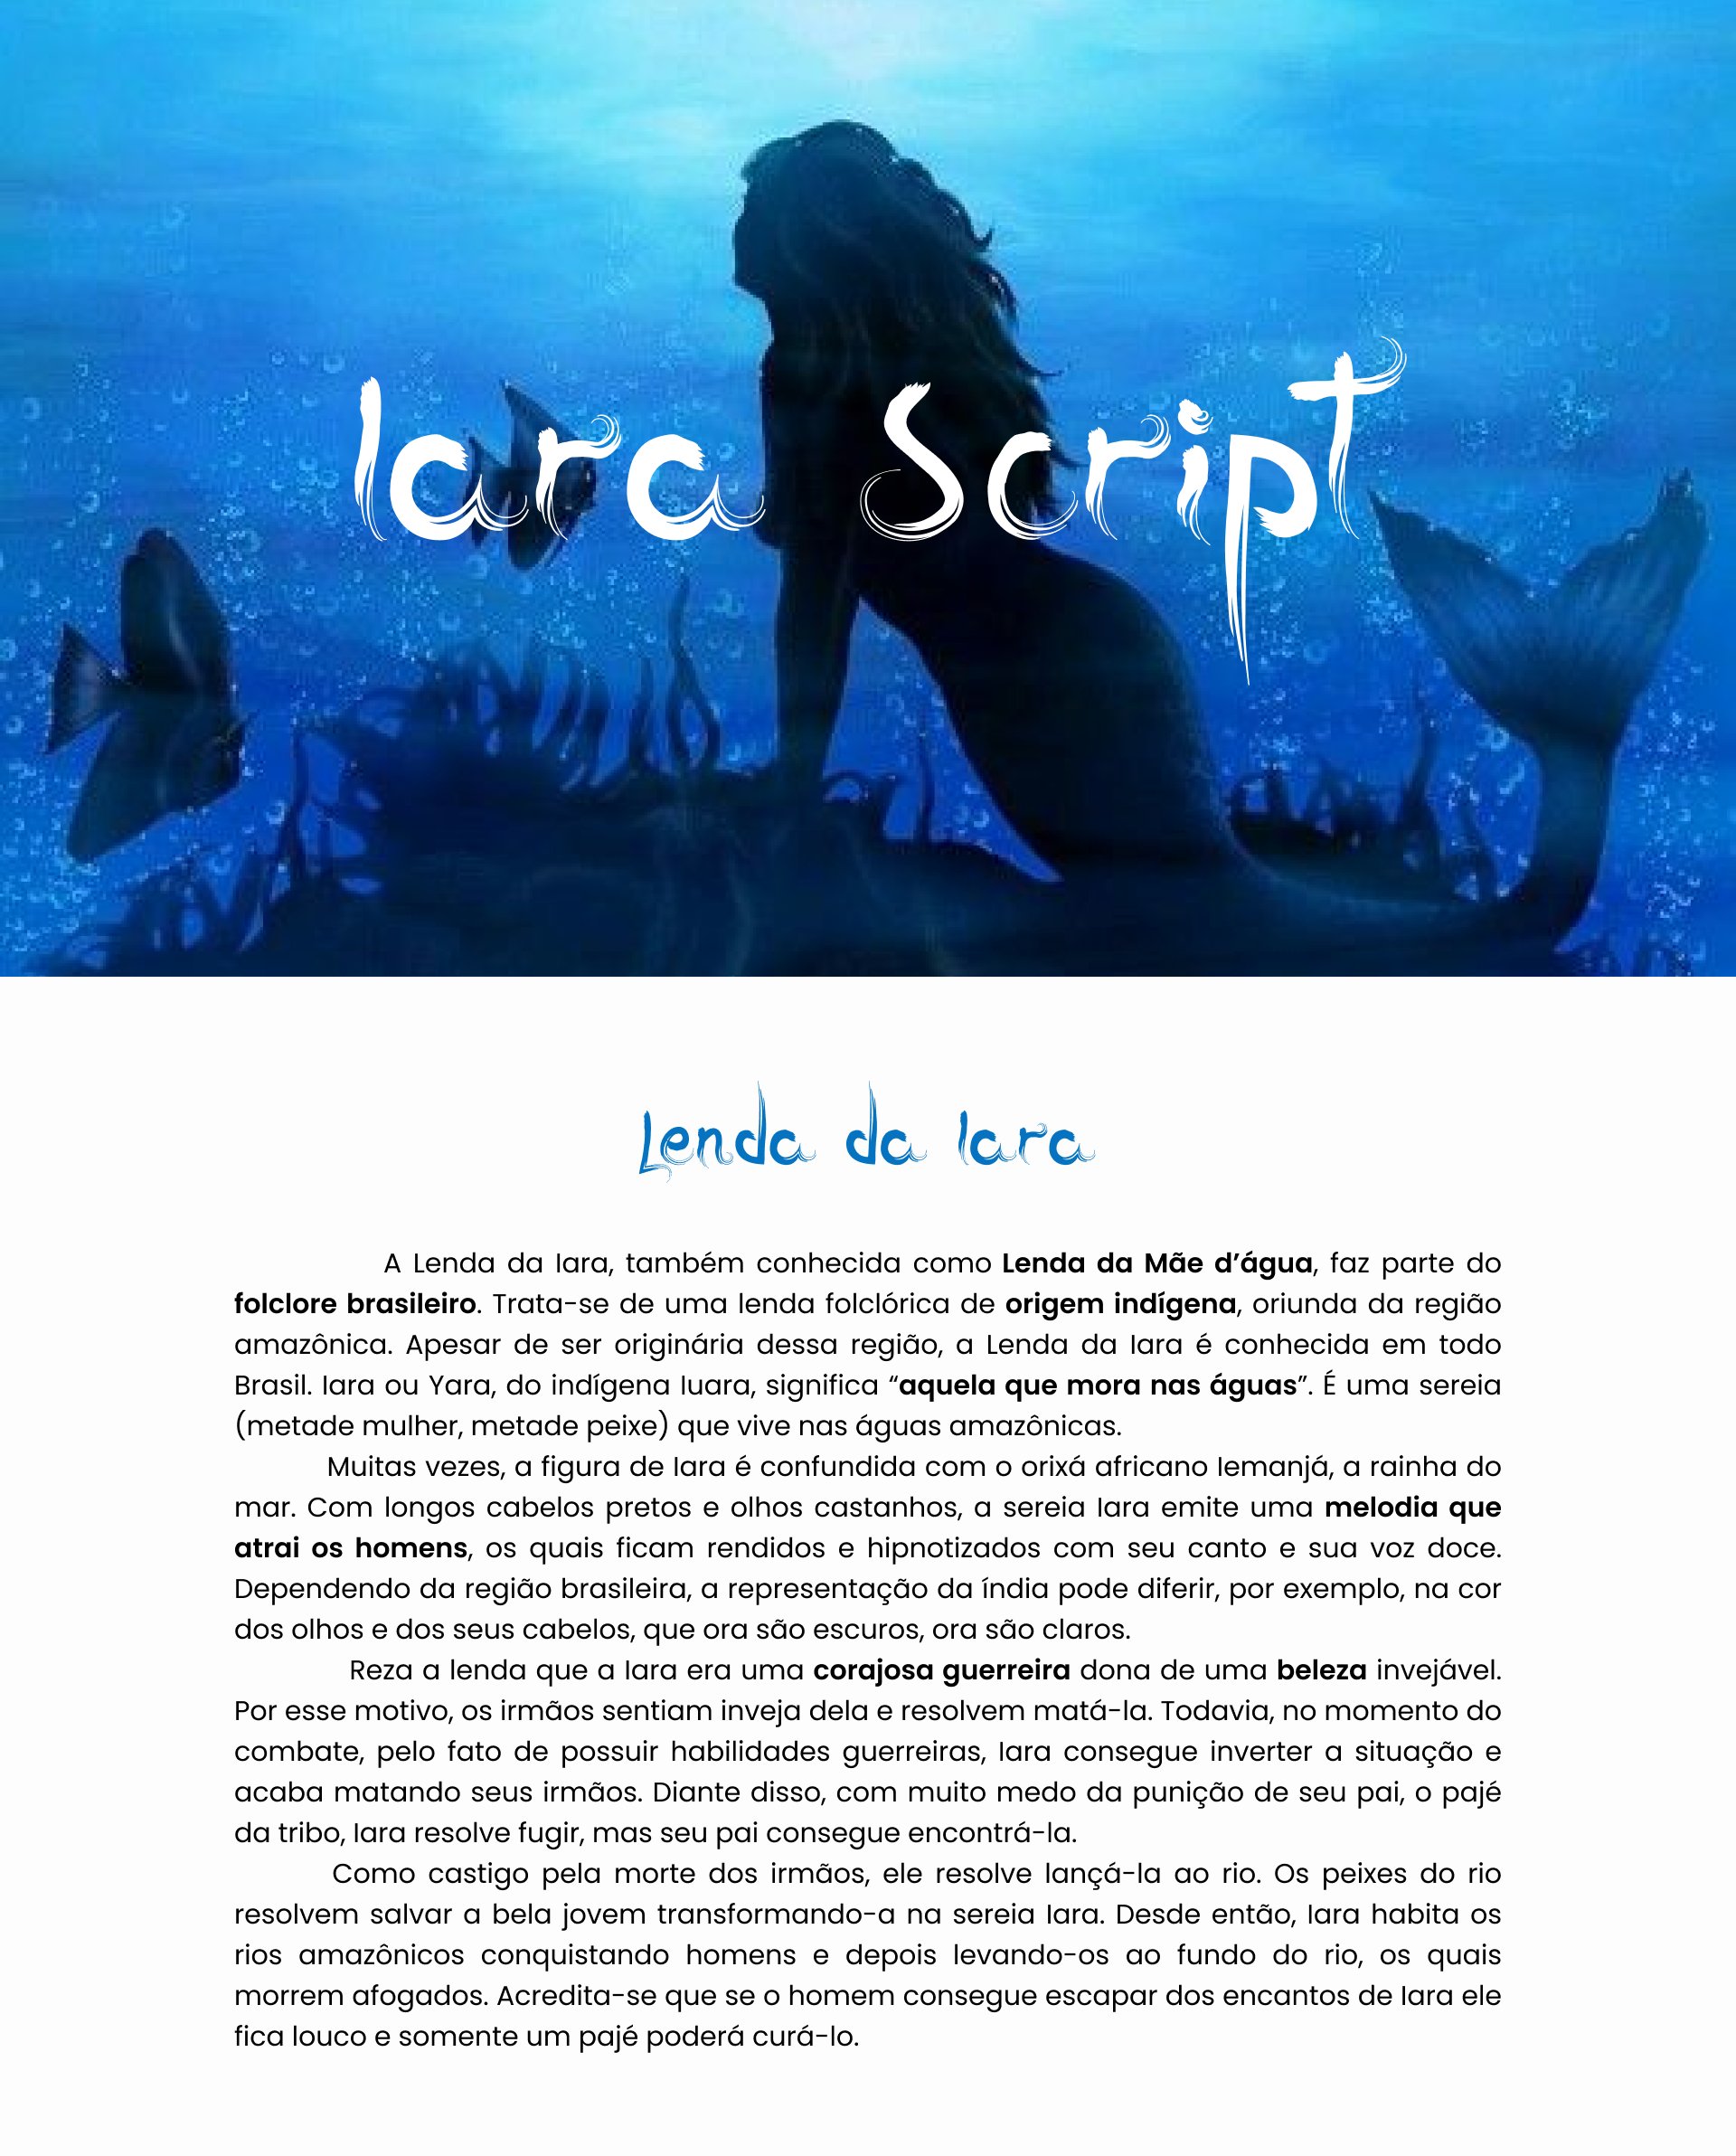 Iara Script
Lenda da Iara
A Lenda da Iara, também conhecida como Lenda da Mãe d’água, faz parte do
folclore brasileiro. Trata-se de uma lenda folclórica de origem indígena, oriunda da região
amazônica. Apesar de ser originária dessa região, a Lenda da Iara é conhecida em todo
Brasil. Iara ou Yara, do indígena Iuara, significa “aquela que mora nas águas”. É uma sereia
(metade mulher, metade peixe) que vive nas águas amazônicas.
Muitas vezes, a figura de Iara é confundida com o orixá africano Iemanjá, a rainha do
mar. Com longos cabelos pretos e olhos castanhos, a sereia Iara emite uma melodia que
atrai os homens, os quais ficam rendidos e hipnotizados com seu canto e sua voz doce.
Dependendo da região brasileira, a representação da índia pode diferir, por exemplo, na cor
dos olhos e dos seus cabelos, que ora são escuros, ora são claros.
Reza a lenda que a Iara era uma corajosa guerreira dona de uma beleza invejável.
Por esse motivo, os irmãos sentiam inveja dela e resolvem matá-la. Todavia, no momento do
combate, pelo fato de possuir habilidades guerreiras, Iara consegue inverter a situação e
acaba matando seus irmãos. Diante disso, com muito medo da punição de seu pai, o pajé
da tribo, Iara resolve fugir, mas seu pai consegue encontrá-la.
Como castigo pela morte dos irmãos, ele resolve lançá-la ao rio. Os peixes do rio
resolvem salvar a bela jovem transformando-a na sereia Iara. Desde então, Iara habita os
rios amazônicos conquistando homens e depois levando-os ao fundo do rio, os quais
morrem afogados. Acredita-se que se o homem consegue escapar dos encantos de Iara ele
fica louco e somente um pajé poderá curá-lo.